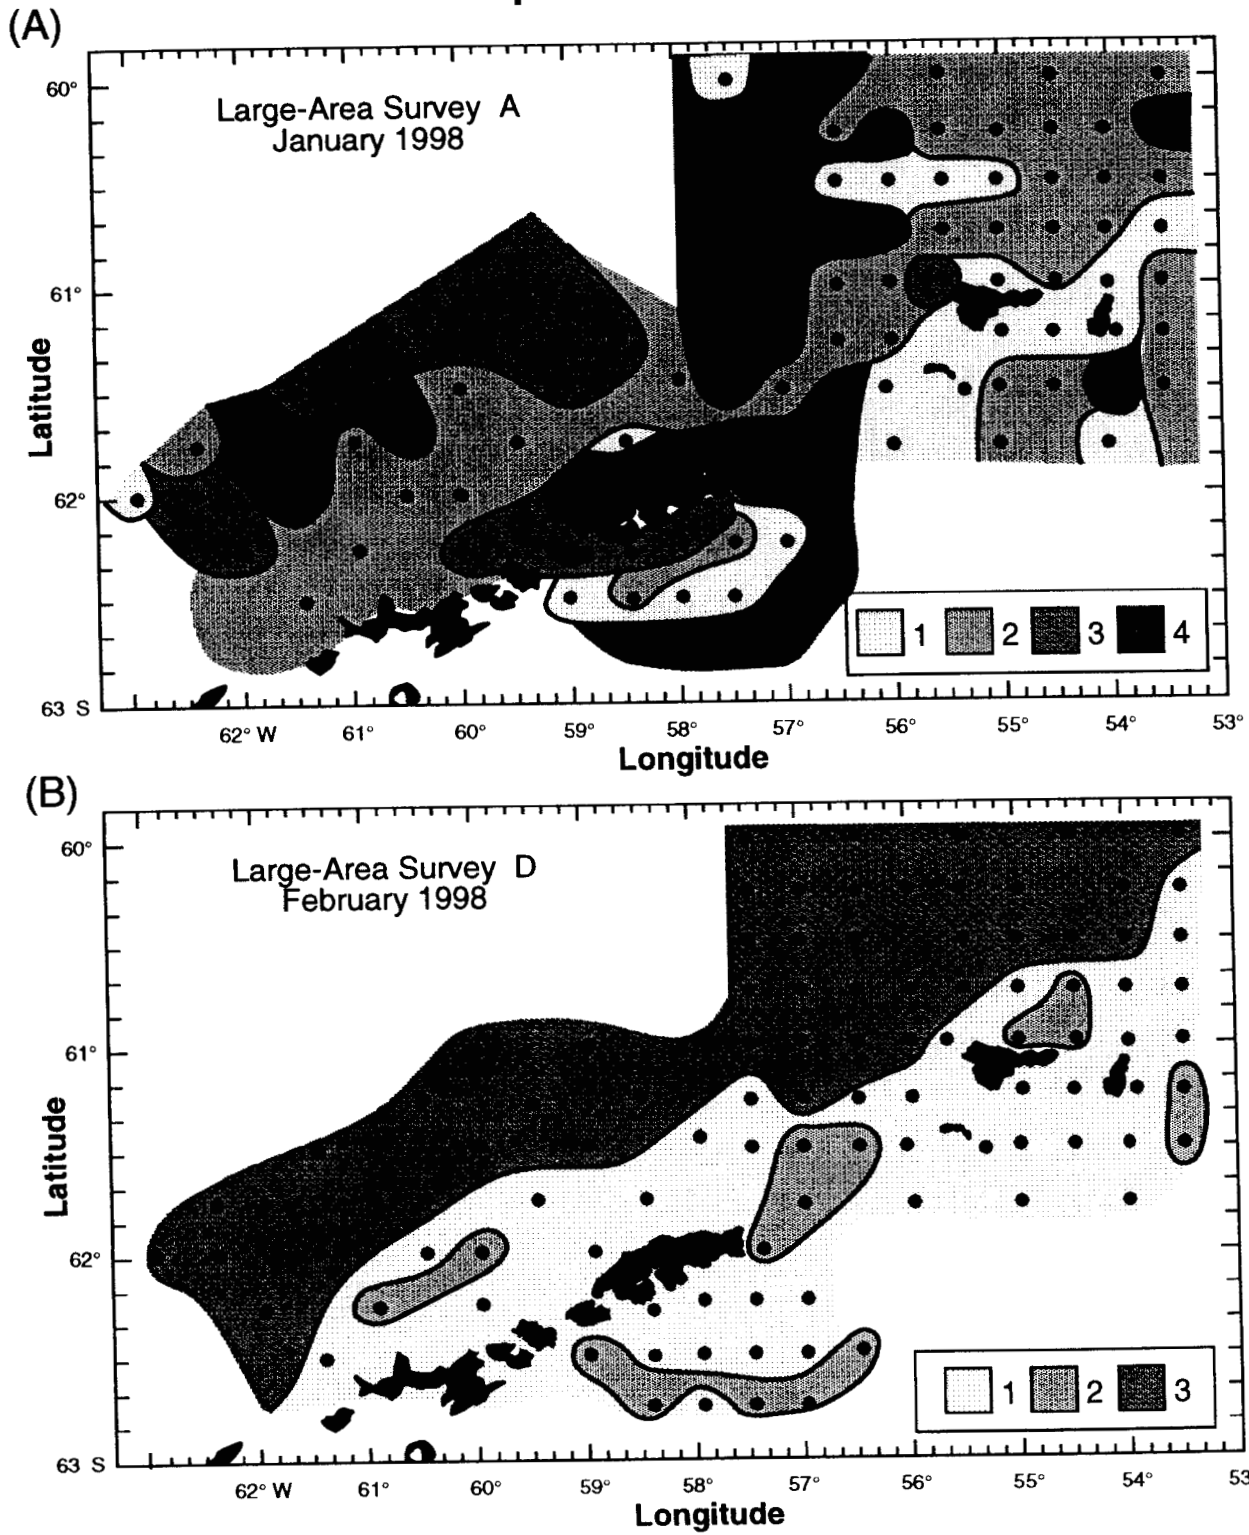 (A)
Large-Area Survey A
January 1998
60°
61°
62°
63 S
Latitude
1 2 3 4
62° W 61° 60° 59° 58° 57° 56° 55° 54° 53°
Longitude
(B)
Large-Area Survey D
February 1998
60°
61°
62°
63 S
Latitude
1 2 3
62° W 61° 60° 59° 58° 57° 56° 55° 54° 53
Longitude